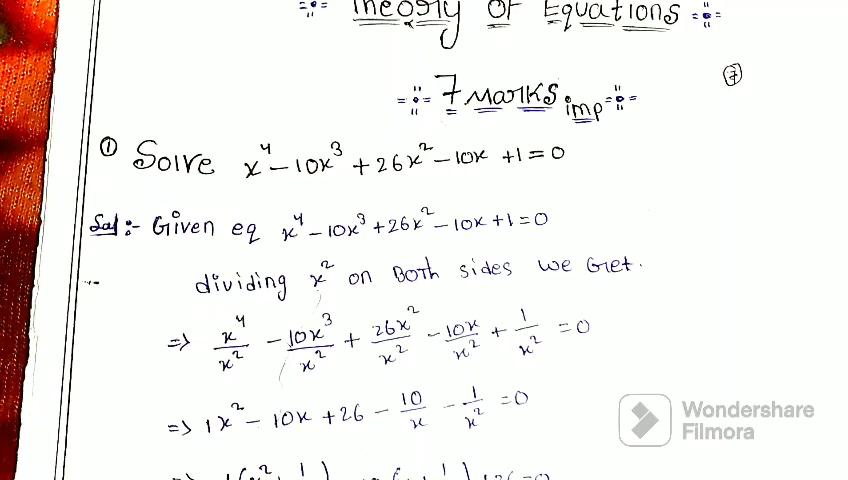 Theory Of Equations
7 Marks imp
7
① Solve x⁴ - 10x³ + 26x² - 10x + 1 = 0
Sol:- Given eq x⁴ - 10x³ + 26x² - 10x + 1 = 0
dividing x² on Both sides we Get.
=> x⁴/x² - 10x³/x² + 26x²/x² - 10x/x² + 1/x² = 0
=> 1x² - 10x + 26 - 10/x - 1/x² = 0
Wondershare
Filmora